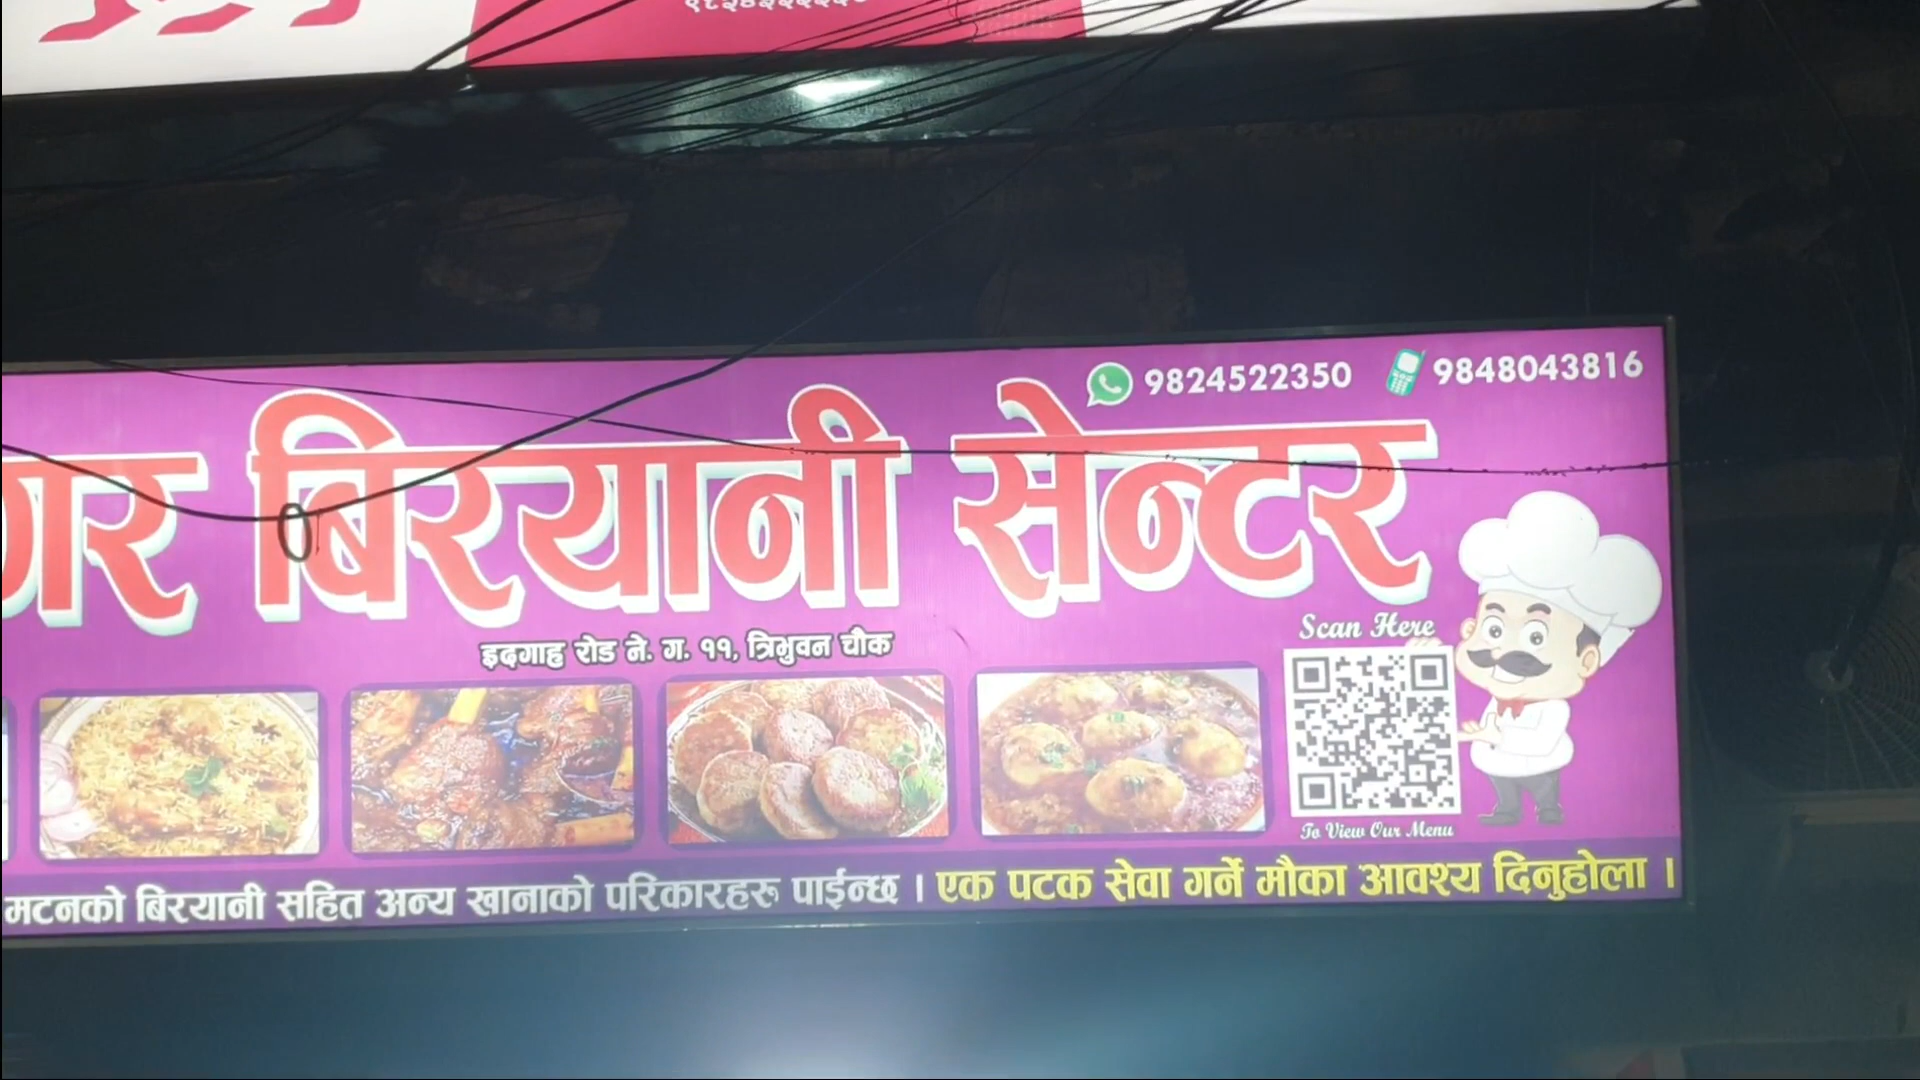 9824522350 9848043816
बिरयानी सेन्टर
इदगाह रोड ने. ग. ११, त्रिभुवन चौक
Scan Here
To View Our Menu
मटनको बिरयानी सहित अन्य खानाको परिकारहरू पाईन्छ । एक पटक सेवा गर्ने मौका आवश्य दिनुहोला ।